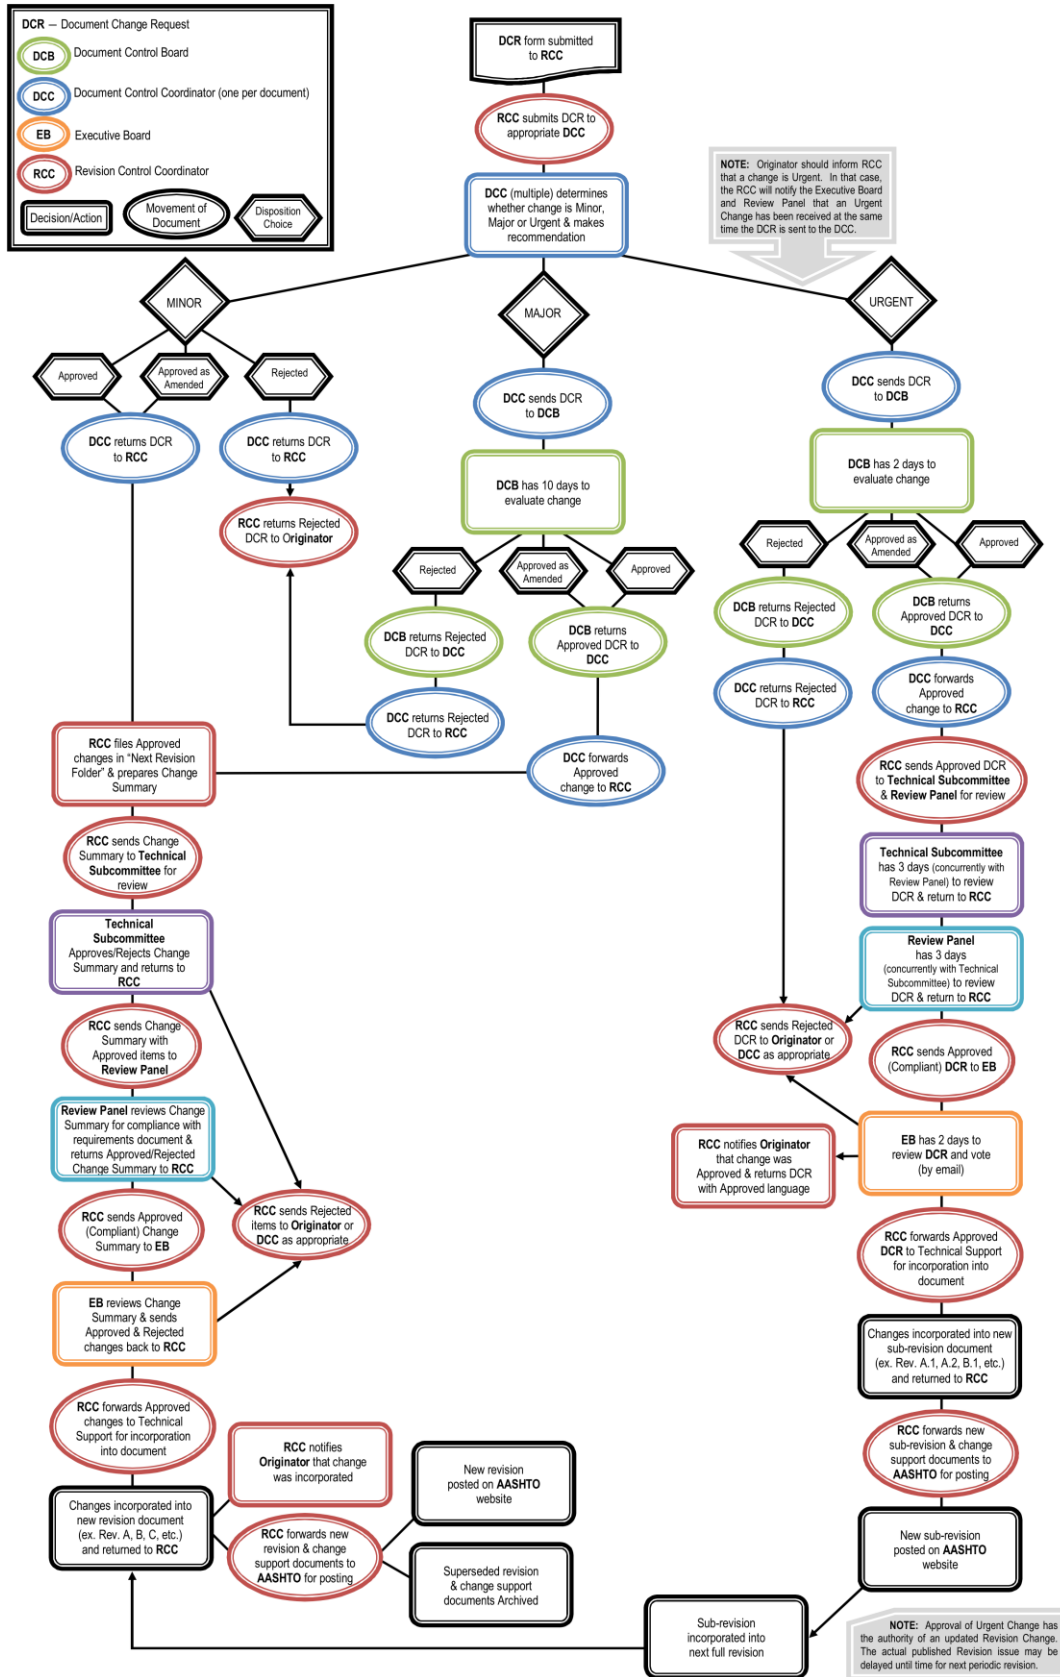 DCR — Document Change Request
DCB
Document Control Board
DCC
Document Control Coordinator (one per document)
EB
Executive Board
RCC
Revision Control Coordinator
Decision/Action
Movement of
Document
Disposition
Choice
DCR form submitted
to RCC
RCC submits DCR to
appropriate DCC
DCC (multiple) determines
whether change is Minor,
Major or Urgent & makes
recommendation
NOTE: Originator should inform RCC
that a change is Urgent. In that case,
the RCC will notify the Executive Board
and Review Panel that an Urgent
Change has been received at the same
time the DCR is sent to the DCC.
MINOR
MAJOR
URGENT
Approved
Approved as
Amended
Rejected
DCC returns DCR
to RCC
DCC returns DCR
to RCC
RCC returns Rejected
DCR to Originator
DCC sends DCR
to DCB
DCB has 10 days to
evaluate change
Rejected
Approved as
Amended
Approved
DCB returns Rejected
DCR to DCC
DCB returns
Approved DCR to
DCC
DCC returns Rejected
DCR to RCC
DCC forwards
Approved
change to RCC
DCC sends DCR
to DCB
DCB has 2 days to
evaluate change
Rejected
Approved as
Amended
Approved
DCB returns Rejected
DCR to DCC
DCB returns
Approved DCR to
DCC
DCC returns Rejected
DCR to RCC
DCC forwards
Approved
change to RCC
RCC sends Approved DCR
to Technical Subcommittee
& Review Panel for review
Technical Subcommittee
has 3 days (concurrently with
Review Panel) to review
DCR & return to RCC
Review Panel
has 3 days
(concurrently with Technical
Subcommittee) to review
DCR & return to RCC
RCC sends Rejected
DCR to Originator or
DCC as appropriate
RCC sends Approved
(Compliant) DCR to EB
EB has 2 days to
review DCR and vote
(by email)
RCC notifies Originator
that change was
Approved & returns DCR
with Approved language
RCC forwards Approved
DCR to Technical Support
for incorporation into
document
Changes incorporated into new
sub-revision document
(ex. Rev. A.1, A.2, B.1, etc.)
and returned to RCC
RCC forwards new
sub-revision & change
support documents to
AASHTO for posting
New sub-revision
posted on AASHTO
website
Sub-revision
incorporated into
next full revision
NOTE: Approval of Urgent Change has
the authority of an updated Revision Change.
The actual published Revision issue may be
delayed until time for next periodic revision.
RCC files Approved
changes in “Next Revision
Folder” & prepares Change
Summary
RCC sends Change
Summary to Technical
Subcommittee for
review
Technical
Subcommittee
Approves/Rejects Change
Summary and returns to
RCC
RCC sends Change
Summary with
Approved items to
Review Panel
Review Panel reviews Change
Summary for compliance with
requirements document &
returns Approved/Rejected
Change Summary to RCC
RCC sends Approved
(Compliant) Change
Summary to EB
RCC sends Rejected
items to Originator or
DCC as appropriate
EB reviews Change
Summary & sends
Approved & Rejected
changes back to RCC
RCC forwards Approved
changes to Technical
Support for incorporation
into document
Changes incorporated into
new revision document
(ex. Rev. A, B, C, etc.)
and returned to RCC
RCC notifies
Originator that change
was incorporated
RCC forwards new
revision & change
support documents to
AASHTO for posting
New revision
posted on AASHTO
website
Superseded revision
& change support
documents Archived